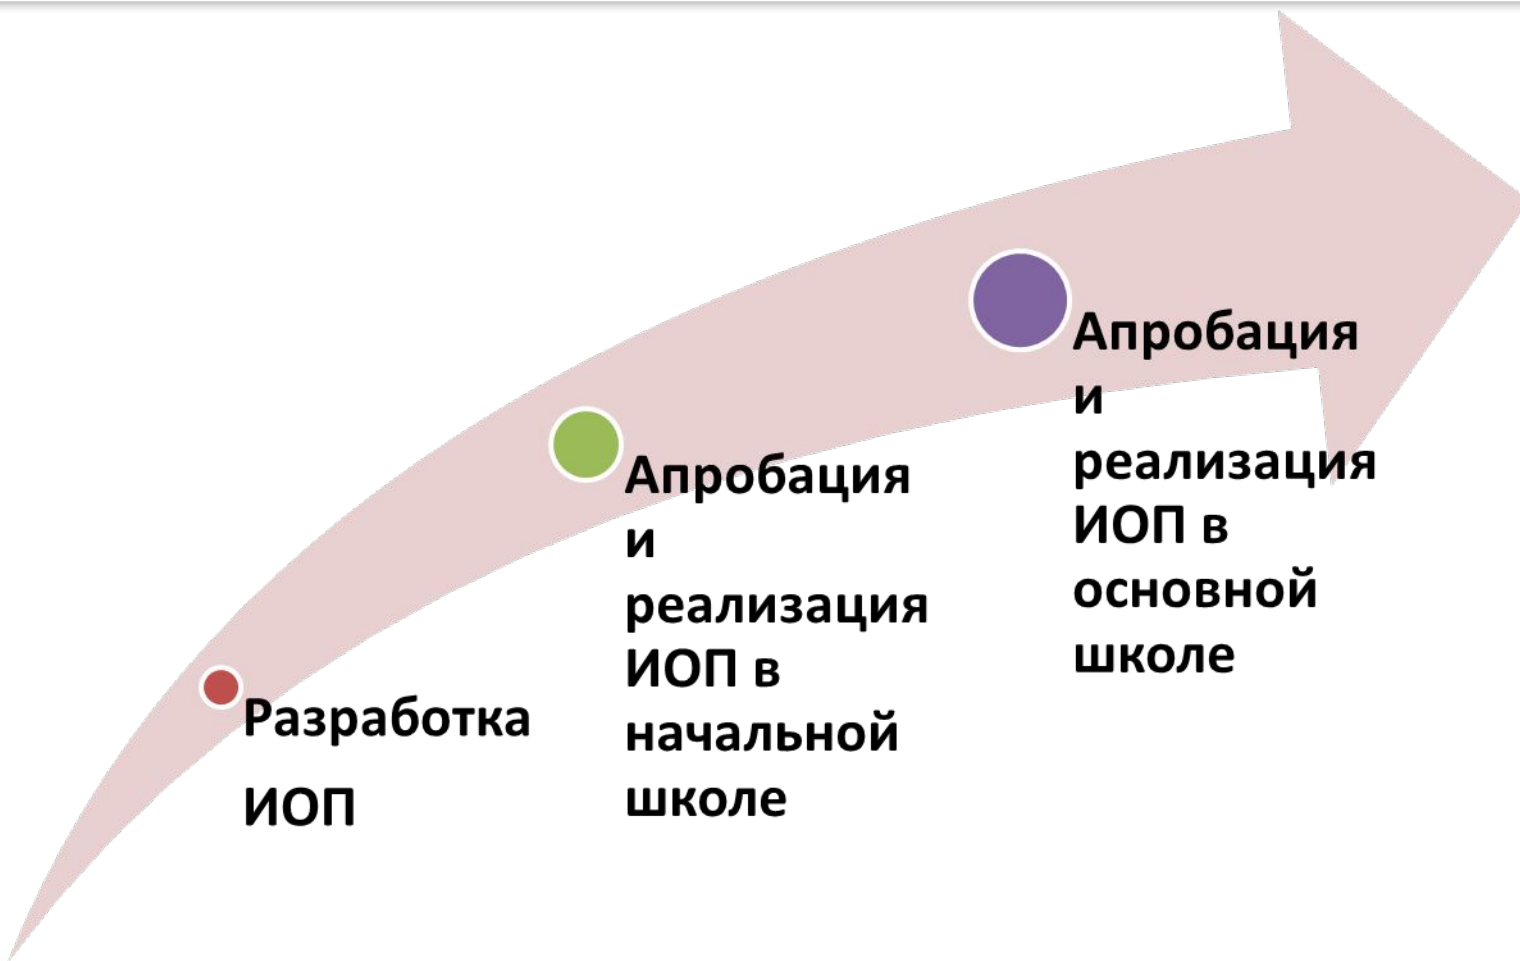 Разработка
ИОП
Апробация
и
реализация
ИОП в
начальной
школе
Апробация
и
реализация
ИОП в
основной
школе